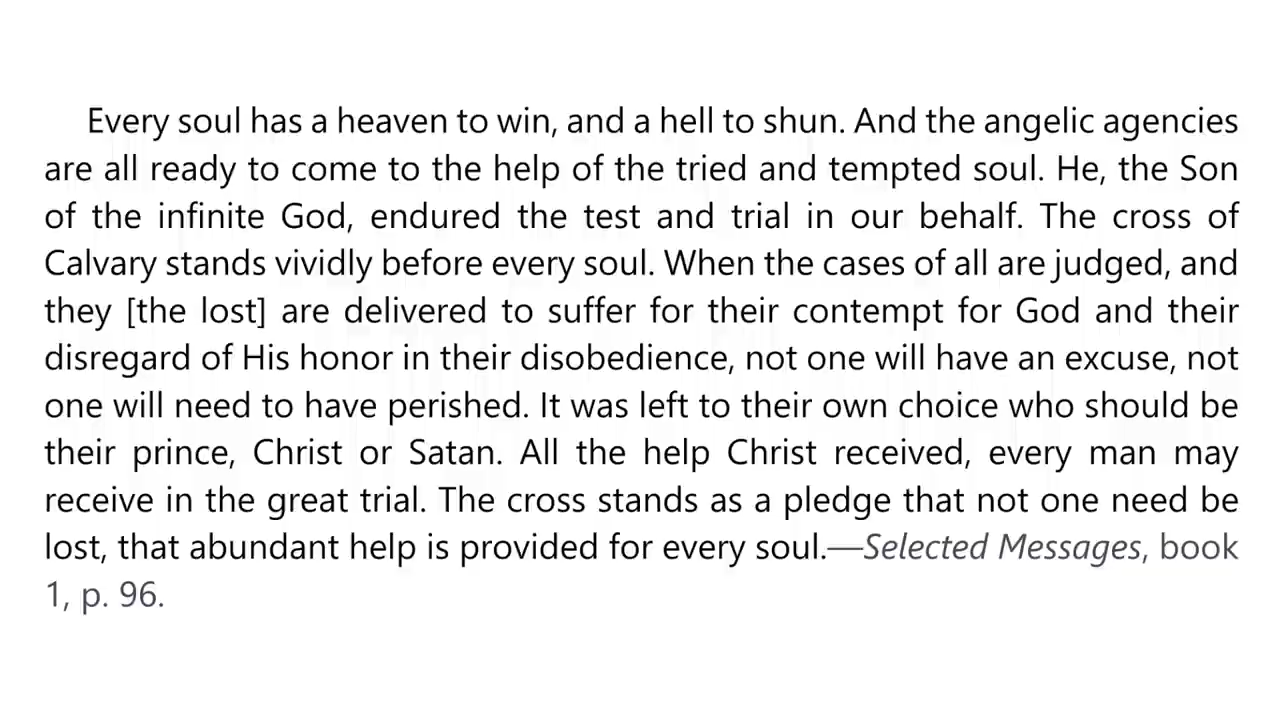 Every soul has a heaven to win, and a hell to shun. And the angelic agencies
are all ready to come to the help of the tried and tempted soul. He, the Son
of the infinite God, endured the test and trial in our behalf. The cross of
Calvary stands vividly before every soul. When the cases of all are judged, and
they [the lost] are delivered to suffer for their contempt for God and their
disregard of His honor in their disobedience, not one will have an excuse, not
one will need to have perished. It was left to their own choice who should be
their prince, Christ or Satan. All the help Christ received, every man may
receive in the great trial. The cross stands as a pledge that not one need be
lost, that abundant help is provided for every soul.—Selected Messages, book
1, p. 96.